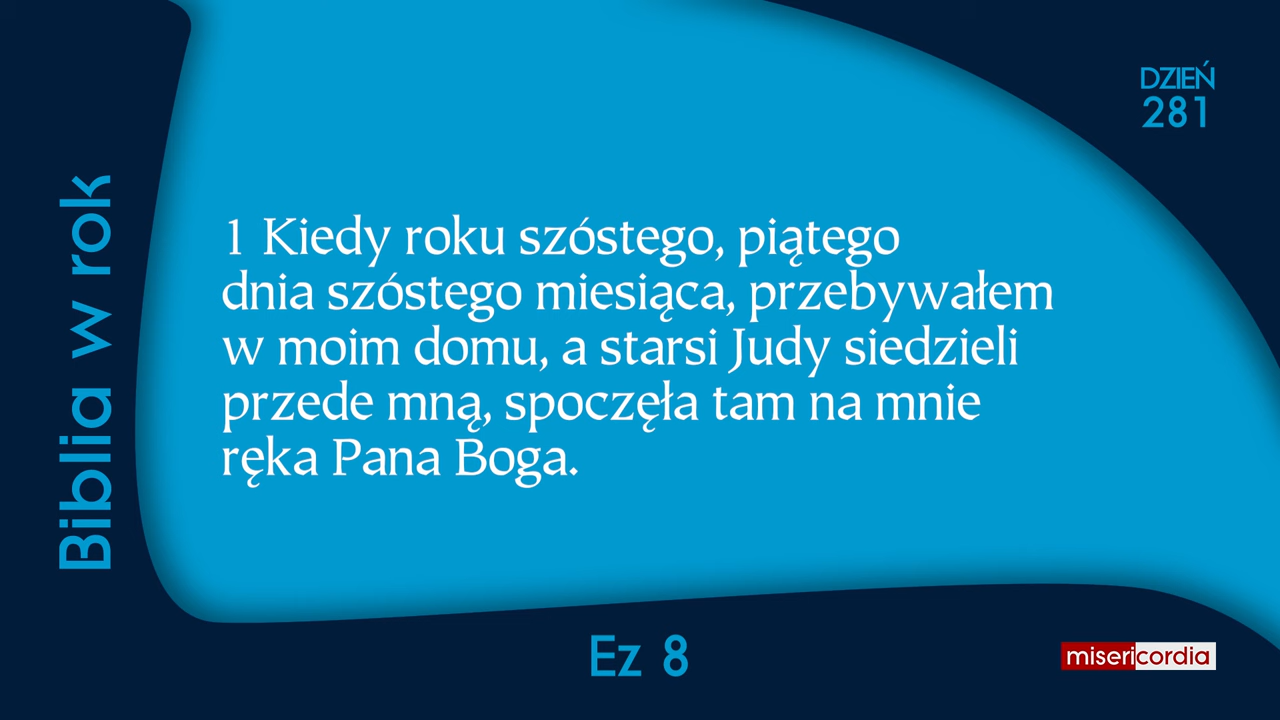 DZIEŃ
281
Biblia w rok
1 Kiedy roku szóstego, piątego
dnia szóstego miesiąca, przebywałem
w moim domu, a starsi Judy siedzieli
przede mną, spoczęła tam na mnie
ręka Pana Boga.
Ez 8
misericordia